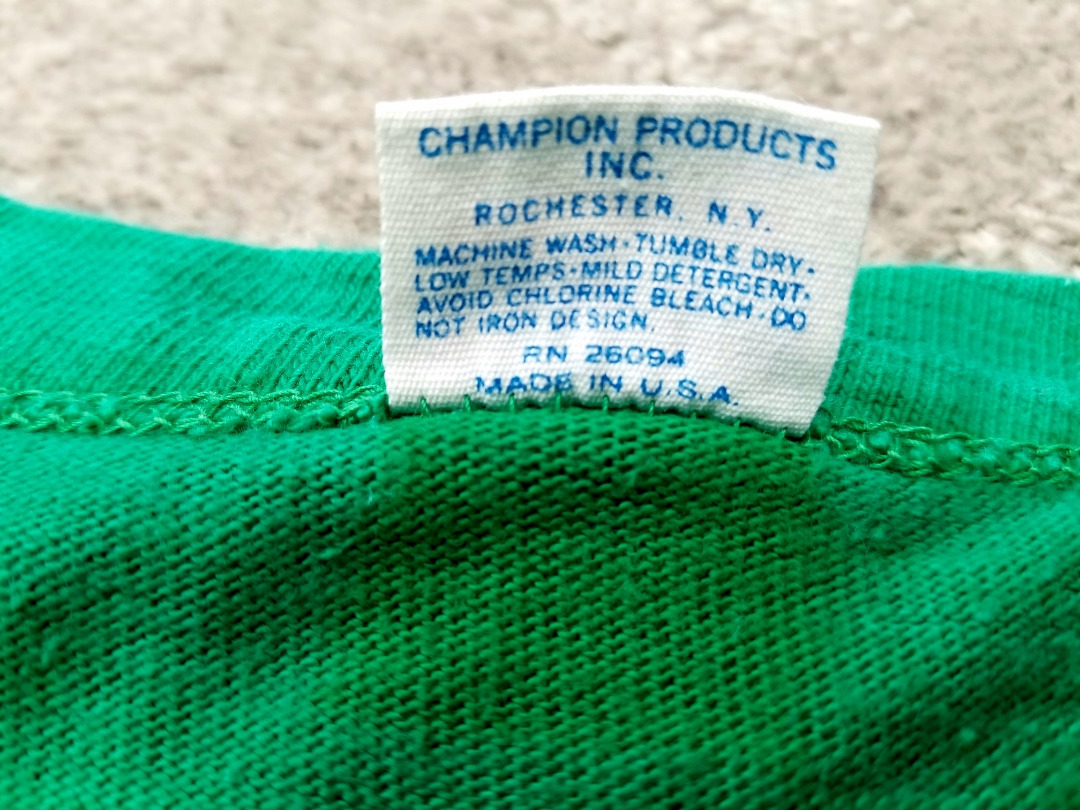 CHAMPION PRODUCTS
INC.
ROCHESTER, N.Y.
MACHINE WASH·TUMBLE DRY·
LOW TEMPS·MILD DETERGENT·
AVOID CHLORINE BLEACH·DO
NOT IRON DESIGN.
RN 26094
MADE IN U.S.A.